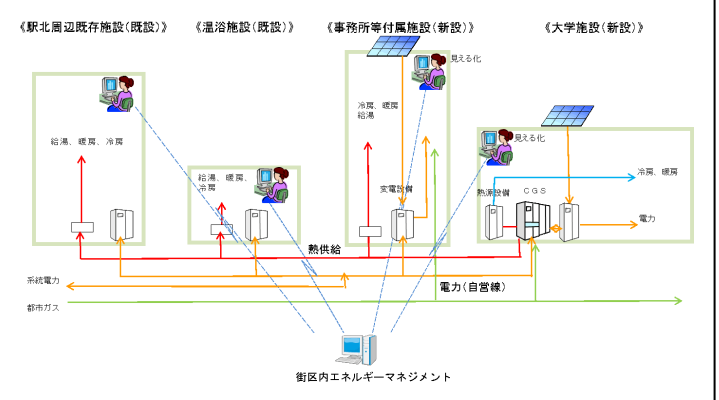 《駅北周辺既存施設(既設)》
《温浴施設(既設)》
《事務所等付属施設(新設)》
《大学施設(新設)》
見える化
冷房、暖房
給湯
見える化
給湯、暖房、冷房
給湯、暖房、
冷房
変電設備
熱源設備
CGS
冷房、暖房
電力
熱供給
系統電力
電力(自営線)
都市ガス
街区内エネルギーマネジメント